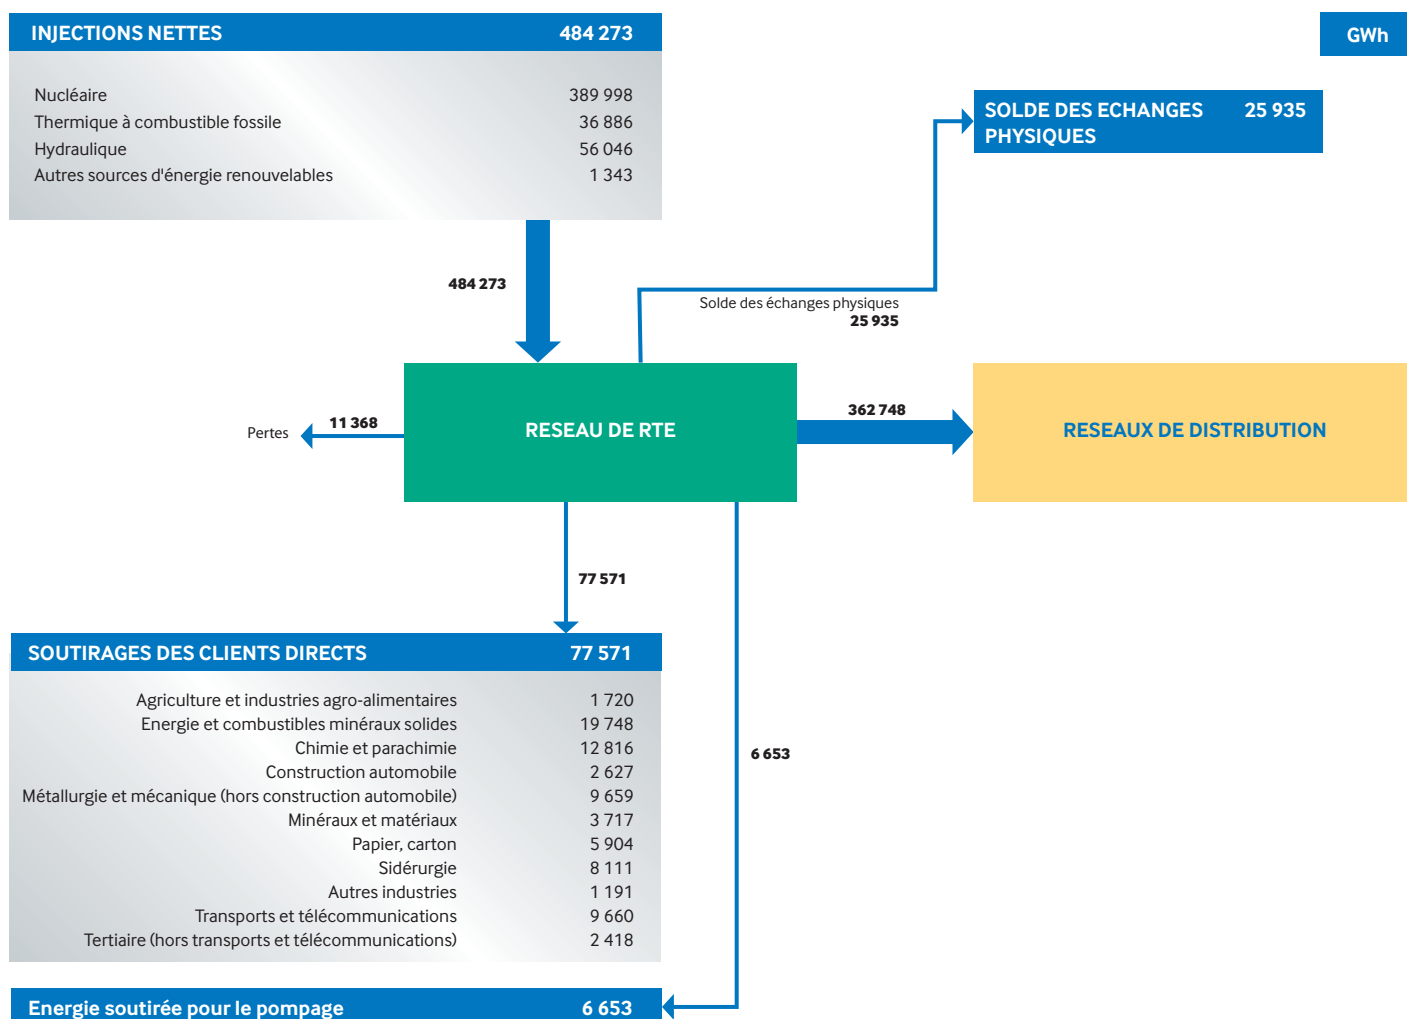 INJECTIONS NETTES 484 273
GWh
Nucléaire 389 998
Thermique à combustible fossile 36 886
Hydraulique 56 046
Autres sources d'énergie renouvelables 1 343
SOLDE DES ECHANGES 25 935
PHYSIQUES
484 273
Solde des échanges physiques
25 935
Pertes
11 368
RESEAU DE RTE
362 748
RESEAUX DE DISTRIBUTION
77 571
SOUTIRAGES DES CLIENTS DIRECTS 77 571
Agriculture et industries agro-alimentaires 1 720
Energie et combustibles minéraux solides 19 748
Chimie et parachimie 12 816
Construction automobile 2 627
Métallurgie et mécanique (hors construction automobile) 9 659
Minéraux et matériaux 3 717
Papier, carton 5 904
Sidérurgie 8 111
Autres industries 1 191
Transports et télécommunications 9 660
Tertiaire (hors transports et télécommunications) 2 418
6 653
Energie soutirée pour le pompage 6 653